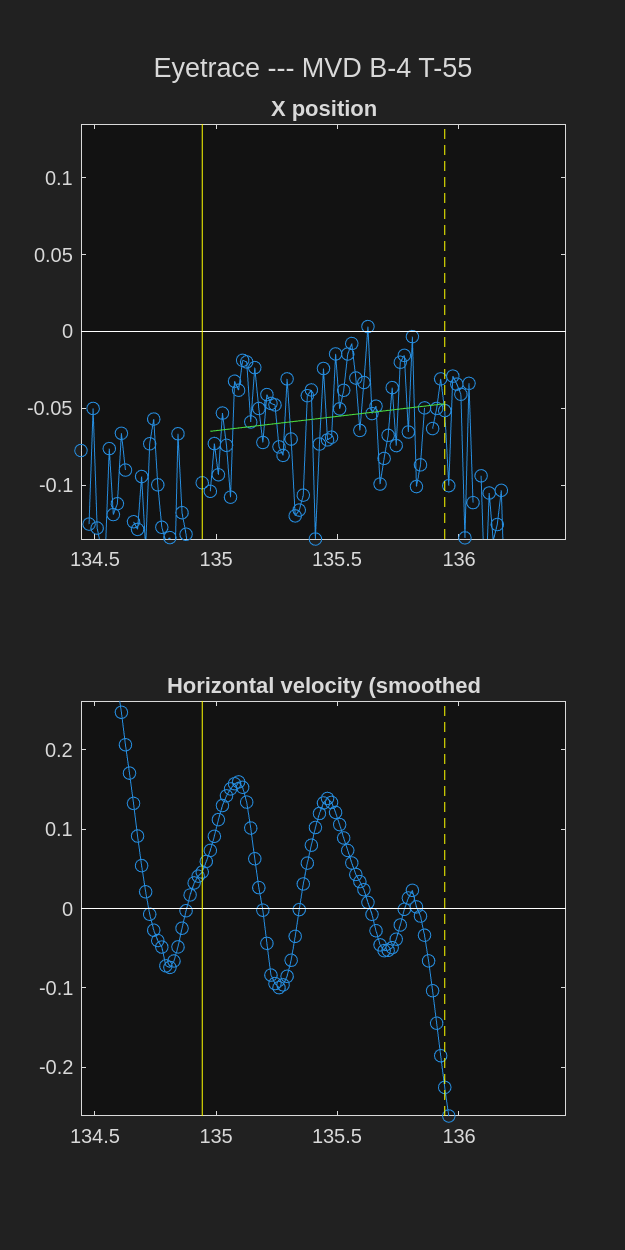 Eyetrace --- MVD B-4 T-55
X position
0.1
0.05
0
-0.05
-0.1
134.5 135 135.5 136
Horizontal velocity (smoothed
0.2
0.1
0
-0.1
-0.2
134.5 135 135.5 136